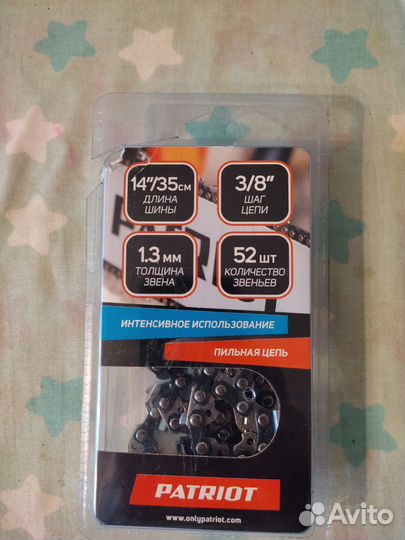 14"/35см
ДЛИНА
ШИНЫ
3/8"
ШАГ
ЦЕПИ
1.3 мм
ТОЛЩИНА
ЗВЕНА
52 шт
КОЛИЧЕСТВО
ЗВЕНЬЕВ
ИНТЕНСИВНОЕ ИСПОЛЬЗОВАНИЕ
ПИЛЬНАЯ ЦЕПЬ
PATRIOT
www.onlypatriot.com
Avito